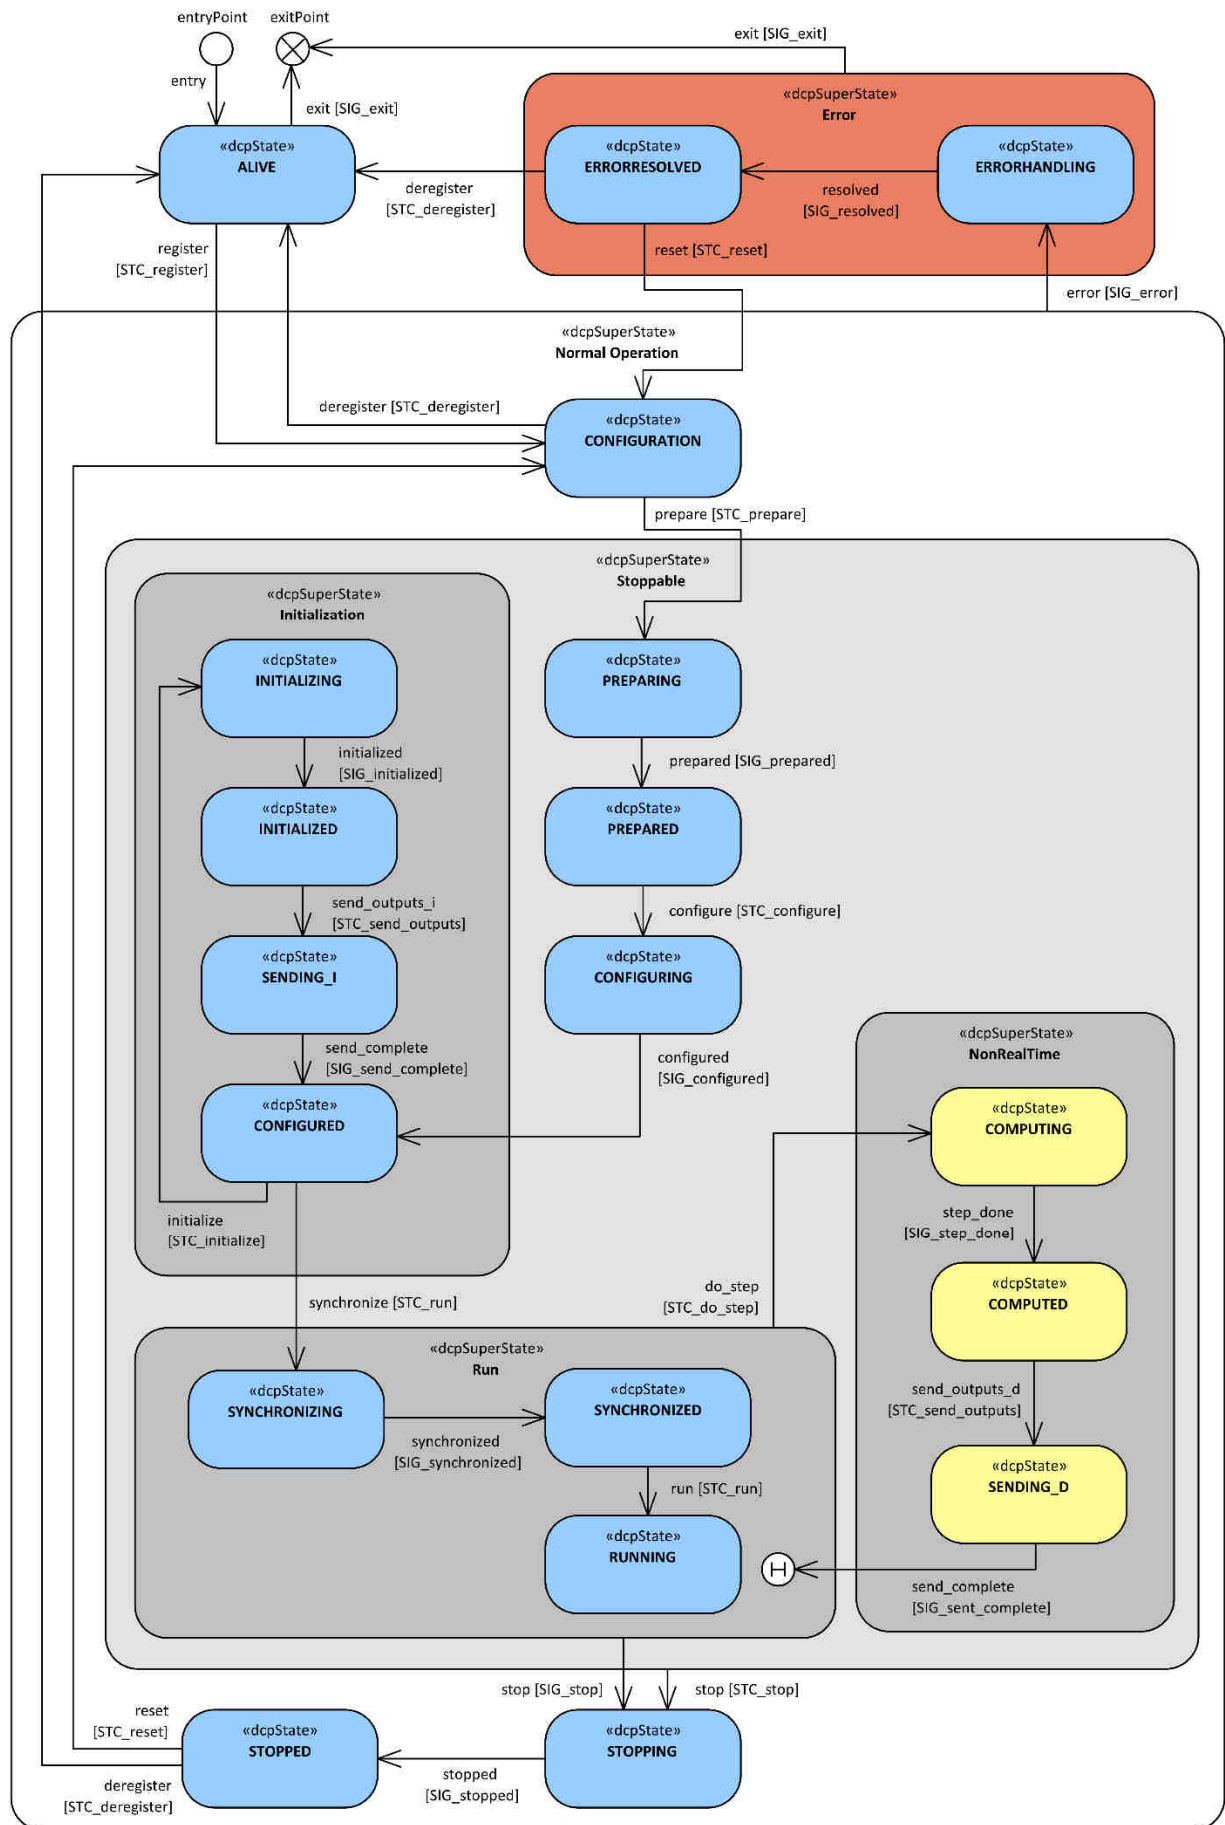 entryPoint
exitPoint
exit [SIG_exit]
entry
exit [SIG_exit]
«dcpSuperState»
Error
«dcpState»
ALIVE
«dcpState»
ERRORRESOLVED
«dcpState»
ERRORHANDLING
deregister
[STC_deregister]
resolved
[SIG_resolved]
register
[STC_register]
reset [STC_reset]
error [SIG_error]
«dcpSuperState»
Normal Operation
deregister [STC_deregister]
«dcpState»
CONFIGURATION
prepare [STC_prepare]
«dcpSuperState»
Stoppable
«dcpSuperState»
Initialization
«dcpState»
INITIALIZING
«dcpState»
PREPARING
initialized
[SIG_initialized]
prepared [SIG_prepared]
«dcpState»
INITIALIZED
«dcpState»
PREPARED
send_outputs_i
[STC_send_outputs]
configure [STC_configure]
«dcpState»
SENDING_I
«dcpState»
CONFIGURING
send_complete
[SIG_send_complete]
configured
[SIG_configured]
«dcpSuperState»
NonRealTime
«dcpState»
CONFIGURED
«dcpState»
COMPUTING
initialize
[STC_initialize]
step_done
[SIG_step_done]
synchronize [STC_run]
do_step
[STC_do_step]
«dcpState»
COMPUTED
«dcpSuperState»
Run
«dcpState»
SYNCHRONIZING
«dcpState»
SYNCHRONIZED
send_outputs_d
[STC_send_outputs]
synchronized
[SIG_synchronized]
run [STC_run]
«dcpState»
SENDING_D
«dcpState»
RUNNING
H
send_complete
[SIG_sent_complete]
stop [SIG_stop]
stop [STC_stop]
reset
[STC_reset]
«dcpState»
STOPPED
«dcpState»
STOPPING
stopped
[SIG_stopped]
deregister
[STC_deregister]